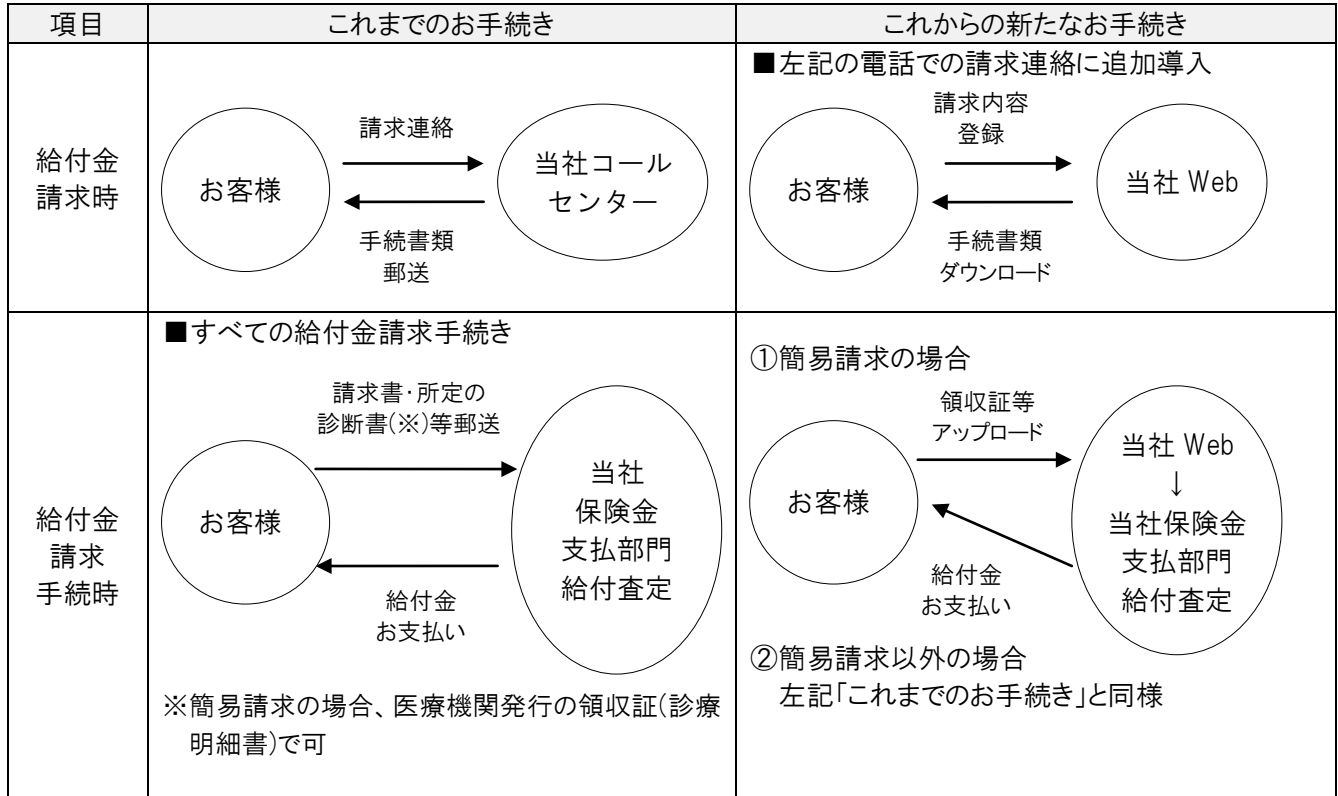 項目
これまでのお手続き
これからの新たなお手続き
給付金
請求時
お客様
請求連絡
手続書類
郵送
当社コール
センター
■左記の電話での請求連絡に追加導入
お客様
請求内容
登録
手続書類
ダウンロード
当社 Web
給付金
請求
手続時
■すべての給付金請求手続き
請求書・所定の
診断書(※)等郵送
お客様
給付金
お支払い
当社
保険金
支払部門
給付査定
※簡易請求の場合、医療機関発行の領収証(診療
明細書)で可
①簡易請求の場合
領収証等
アップロード
お客様
給付金
お支払い
当社 Web
↓
当社保険金
支払部門
給付査定
②簡易請求以外の場合
左記「これまでのお手続き」と同様